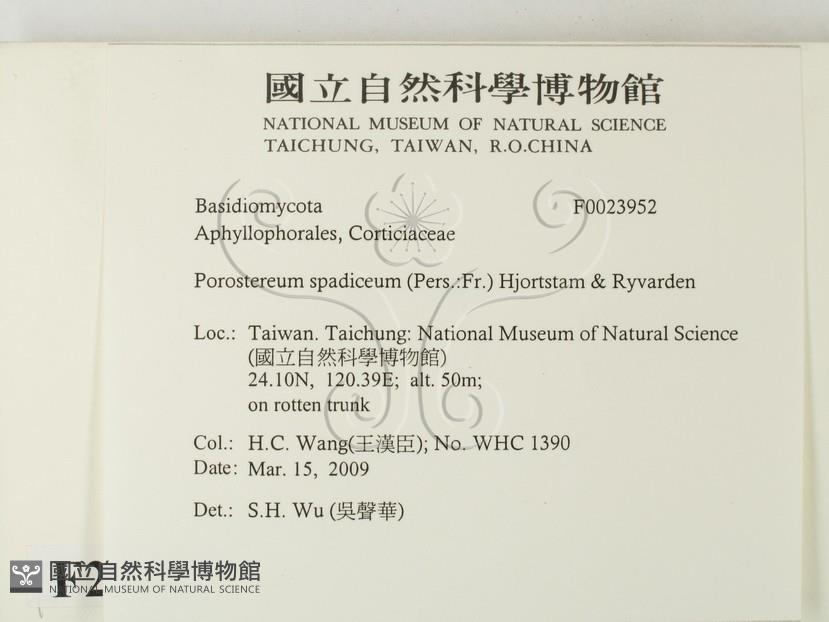 國立自然科學博物館
NATIONAL MUSEUM OF NATURAL SCIENCE
TAICHUNG, TAIWAN, R.O.CHINA
Basidiomycota F0023952
Aphyllophorales, Corticiaceae
Porostereum spadiceum (Pers.:Fr.) Hjortstam & Ryvarden
Loc.: Taiwan. Taichung: National Museum of Natural Science
(國立自然科學博物館)
24.10N, 120.39E; alt. 50m;
on rotten trunk
Col.: H.C. Wang(王漢臣); No. WHC 1390
Date: Mar. 15, 2009
Det.: S.H. Wu (吳聲華)
F2
國立自然科學博物館
NATIONAL MUSEUM OF NATURAL SCIENCE